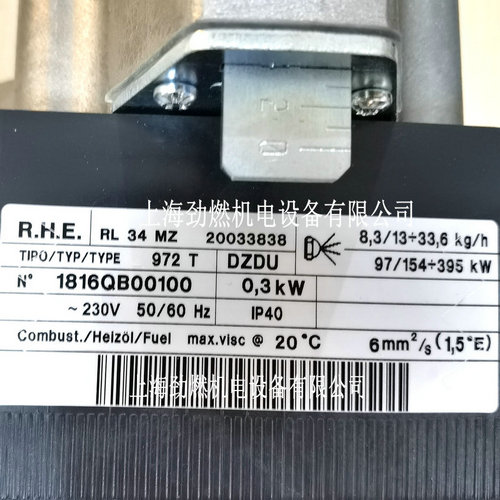 上海劲燃机电设备有限公司
R.H.E. RL 34 MZ 20033838 8,3/13÷33,6 kg/h
TIPO/TYP/TYPE 972 T DZDU 97/154÷395 kW
N° 1816QB00100 0,3 kW
~ 230V 50/60 Hz IP40
Combust./Heizöl/Fuel max.visc @ 20°C 6mm²/s (1,5°E)
上海劲燃机电设备有限公司